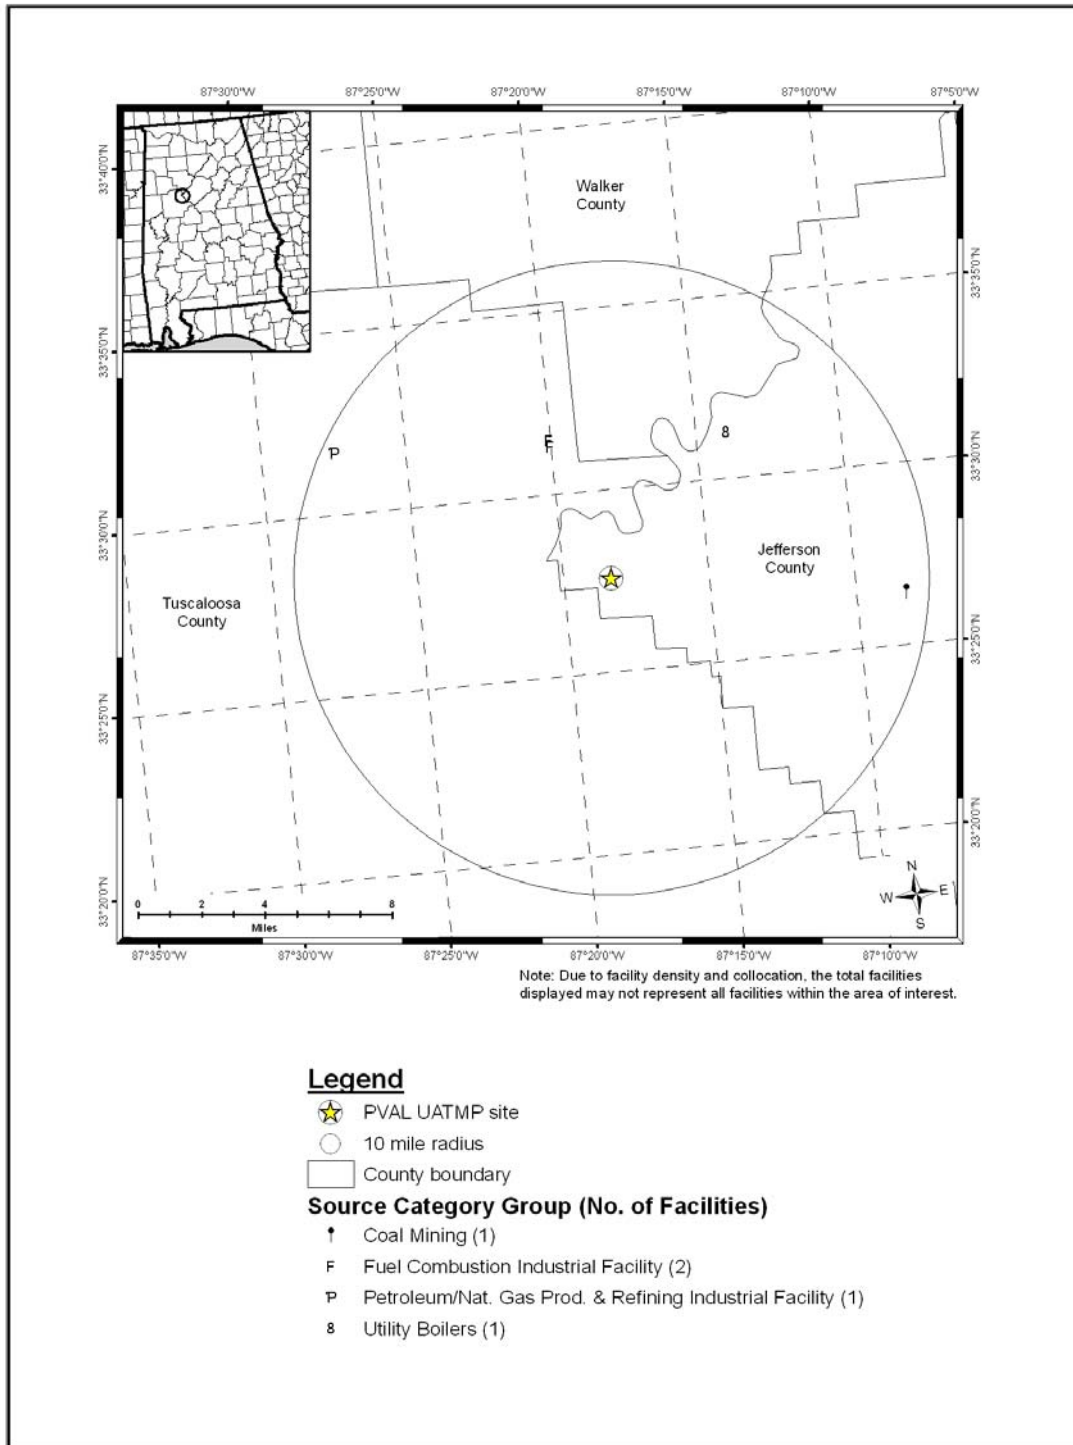 87°30'0"W 87°25'0"W 87°20'0"W 87°15'0"W 87°10'0"W 87°5'0"W
33°40'0"N
33°35'0"N
33°30'0"N
33°25'0"N
33°20'0"N
Walker
County
33°35'0"N
33°30'0"N
33°25'0"N
33°20'0"N
8
F
P
Jefferson
County
Tuscaloosa
County
N
W E
S
0 2 4 8
Miles
87°35'0"W 87°30'0"W 87°25'0"W 87°20'0"W 87°15'0"W 87°10'0"W
Note: Due to facility density and collocation, the total facilities
displayed may not represent all facilities within the area of interest.
Legend
PVAL UATMP site
10 mile radius
County boundary
Source Category Group (No. of Facilities)
Coal Mining (1)
F Fuel Combustion Industrial Facility (2)
P Petroleum/Nat. Gas Prod. & Refining Industrial Facility (1)
8 Utility Boilers (1)